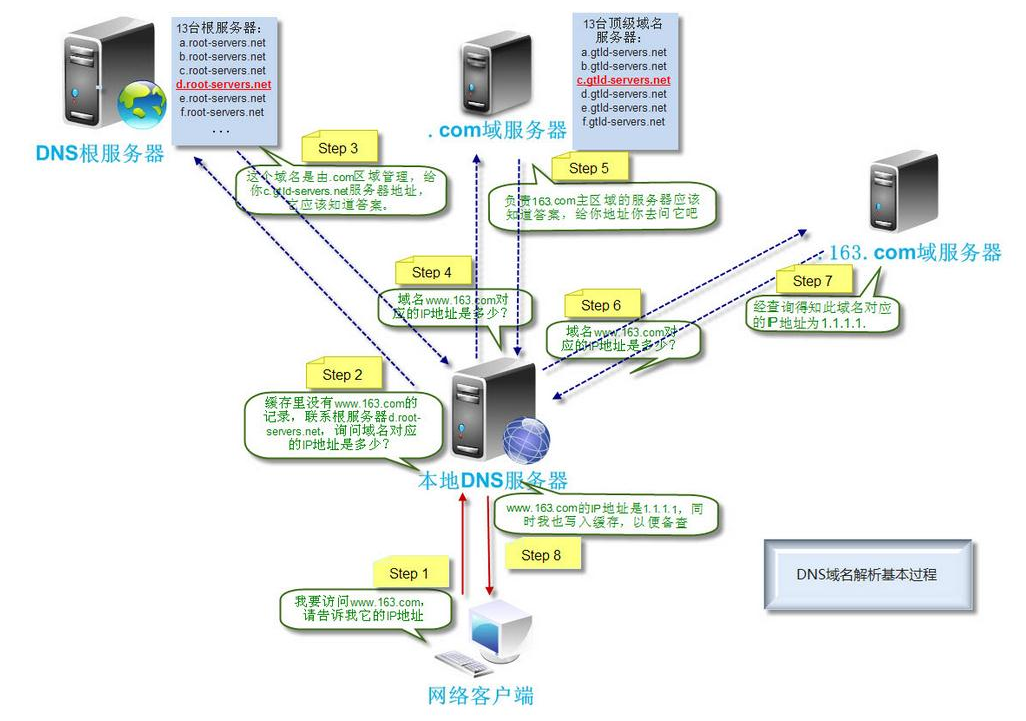 13台根服务器：
a.root-servers.net
b.root-servers.net
c.root-servers.net
d.root-servers.net
e.root-servers.net
f.root-servers.net
...
DNS根服务器
13台顶级域名
服务器：
a.gtld-servers.net
b.gtld-servers.net
c.gtld-servers.net
d.gtld-servers.net
e.gtld-servers.net
f.gtld-servers.net
.com域服务器
Step 3
这个域名是由.com区域管理，给
你c.gtld-servers.net服务器地址，
它应该知道答案。
Step 5
负责163.com主区域的服务器应该
知道答案，给你地址你去问它吧
.163.com域服务器
Step 4
域名www.163.com对
应的IP地址是多少？
Step 6
域名www.163.com对
应的IP地址是多少？
Step 7
经查询得知此域名对应
的IP地址为1.1.1.1.
Step 2
缓存里没有www.163.com的
记录，联系根服务器d.root-
servers.net，询问域名对应
的IP地址是多少？
本地DNS服务器
www.163.com的IP地址是1.1.1.1，同
时我也写入缓存，以便备查
Step 8
Step 1
我要访问www.163.com，
请告诉我它的IP地址
网络客户端
DNS域名解析基本过程